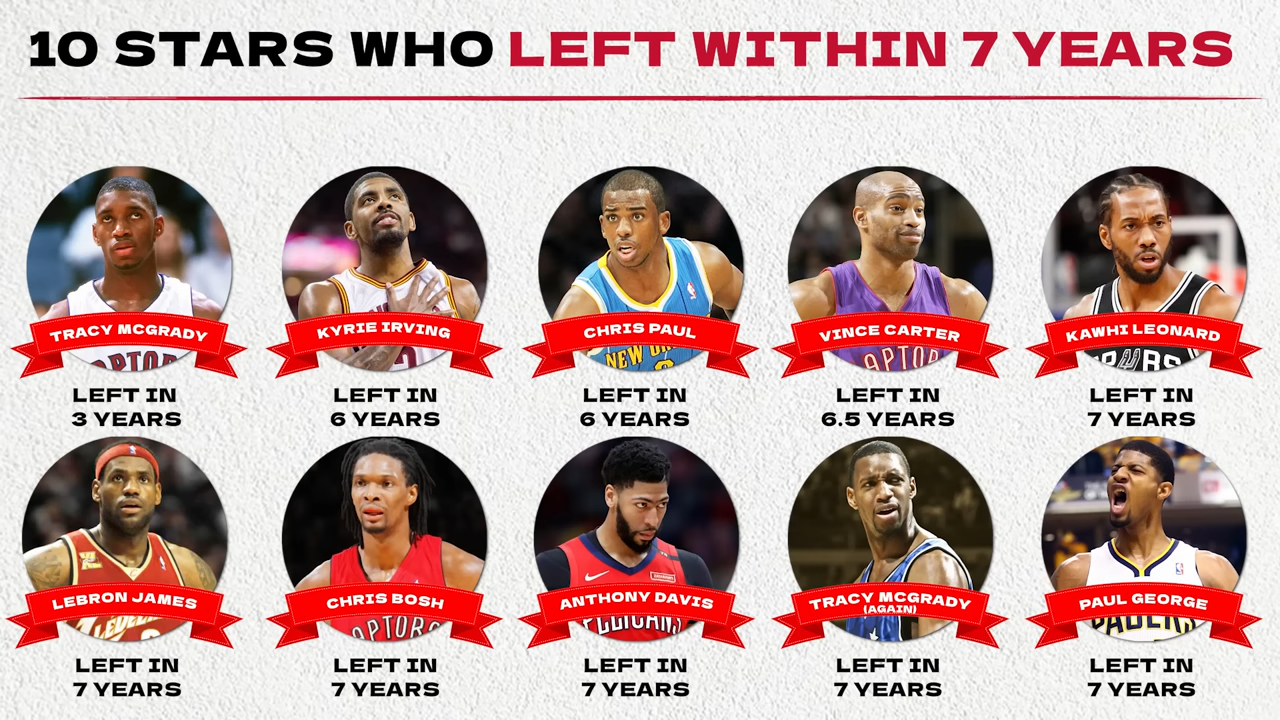 10 STARS WHO LEFT WITHIN 7 YEARS
TRACY MCGRADY
LEFT IN
3 YEARS
KYRIE IRVING
LEFT IN
6 YEARS
CHRIS PAUL
LEFT IN
6 YEARS
VINCE CARTER
LEFT IN
6.5 YEARS
KAWHI LEONARD
LEFT IN
7 YEARS
LEBRON JAMES
LEFT IN
7 YEARS
CHRIS BOSH
LEFT IN
7 YEARS
ANTHONY DAVIS
LEFT IN
7 YEARS
TRACY MCGRADY
(AGAIN)
LEFT IN
7 YEARS
PAUL GEORGE
LEFT IN
7 YEARS